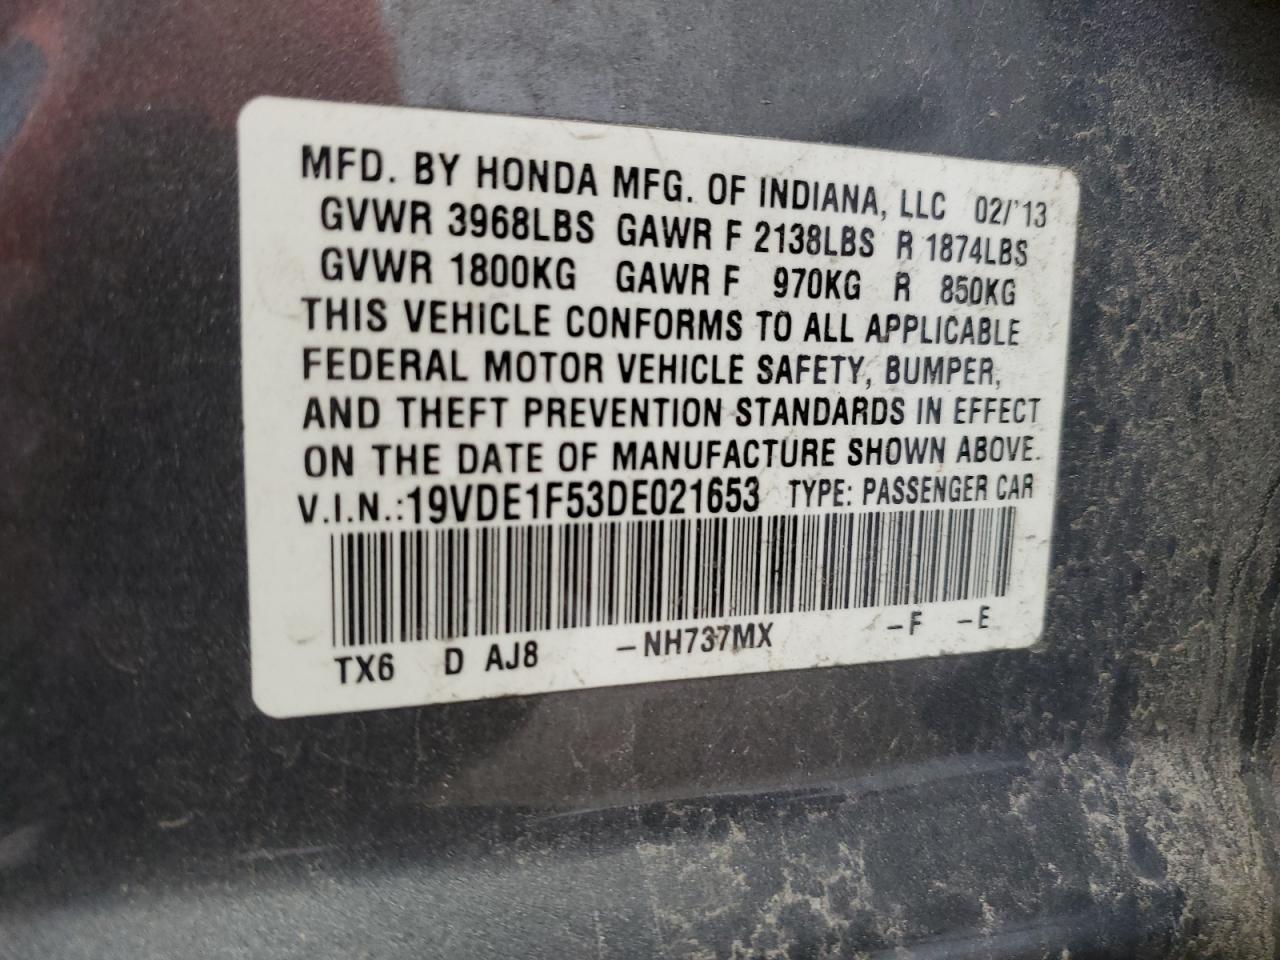 MFD. BY HONDA MFG. OF INDIANA, LLC 02/'13
GVWR 3968LBS GAWR F 2138LBS R 1874LBS
GVWR 1800KG GAWR F 970KG R 850KG
THIS VEHICLE CONFORMS TO ALL APPLICABLE
FEDERAL MOTOR VEHICLE SAFETY, BUMPER,
AND THEFT PREVENTION STANDARDS IN EFFECT
ON THE DATE OF MANUFACTURE SHOWN ABOVE.
V.I.N.:19VDE1F53DE021653 TYPE: PASSENGER CAR
TX6 D AJ8 –NH737MX –F –E